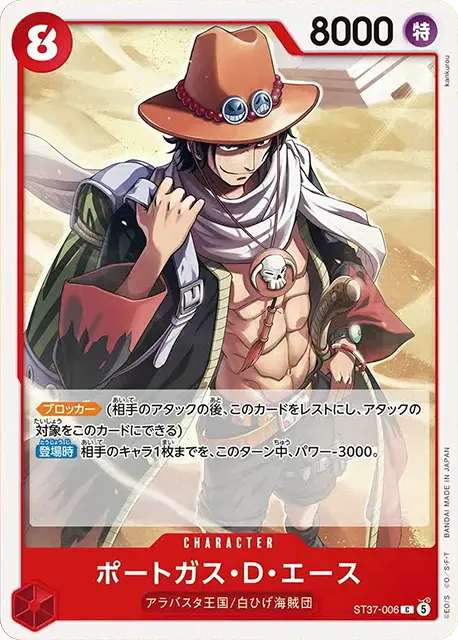 8
8000
特
kankurou
ブロッカー (相手のアタックの後、このカードをレストにし、アタックの
対象をこのカードにできる)
登場時 相手のキャラ1枚までを、このターン中、パワー-3000。
CHARACTER
ポートガス・D・エース
アラバスタ王国/白ひげ海賊団
ST37-006 C 5
©E.O/S ©O./S・F・T BANDAI MADE IN JAPAN